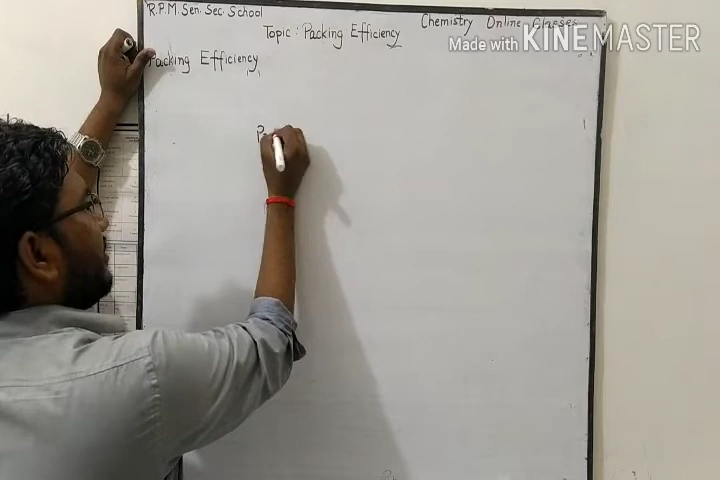 R.P.M. Sen. Sec. School
Chemistry Online Classes
Topic : Packing Efficiency
Made with KINEMASTER
Packing Efficiency
P